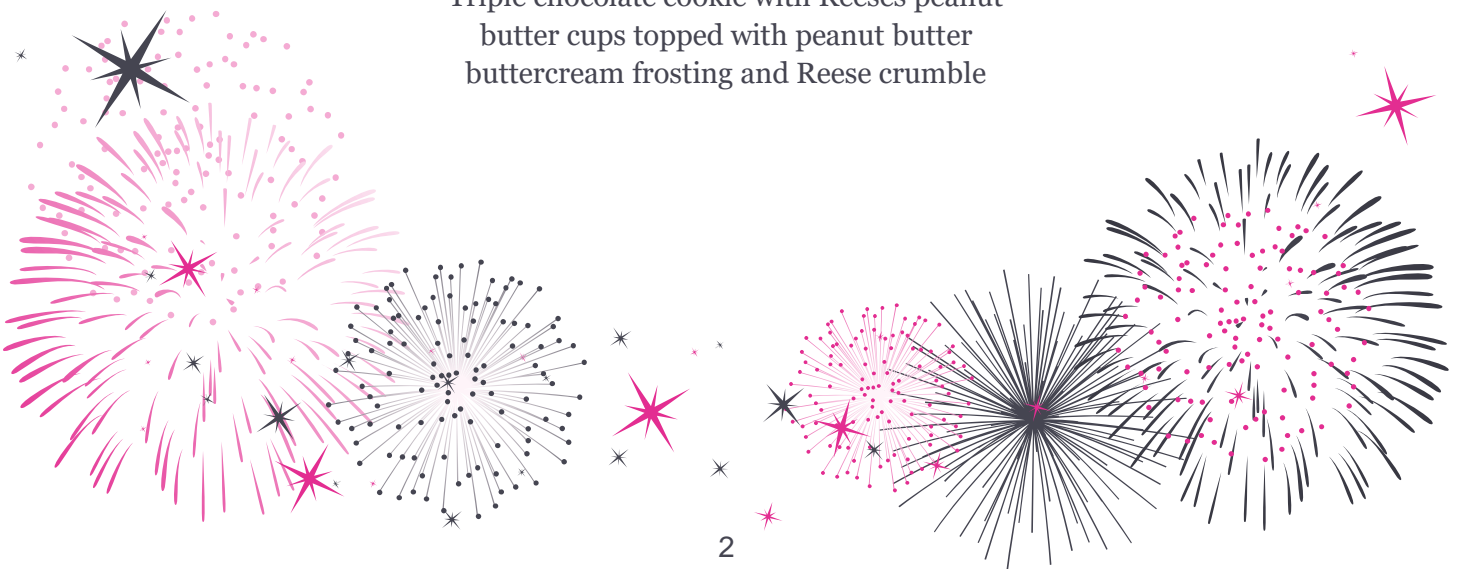 Triple chocolate cookie with Reeses peanut
butter cups topped with peanut butter
buttercream frosting and Reese crumble
2